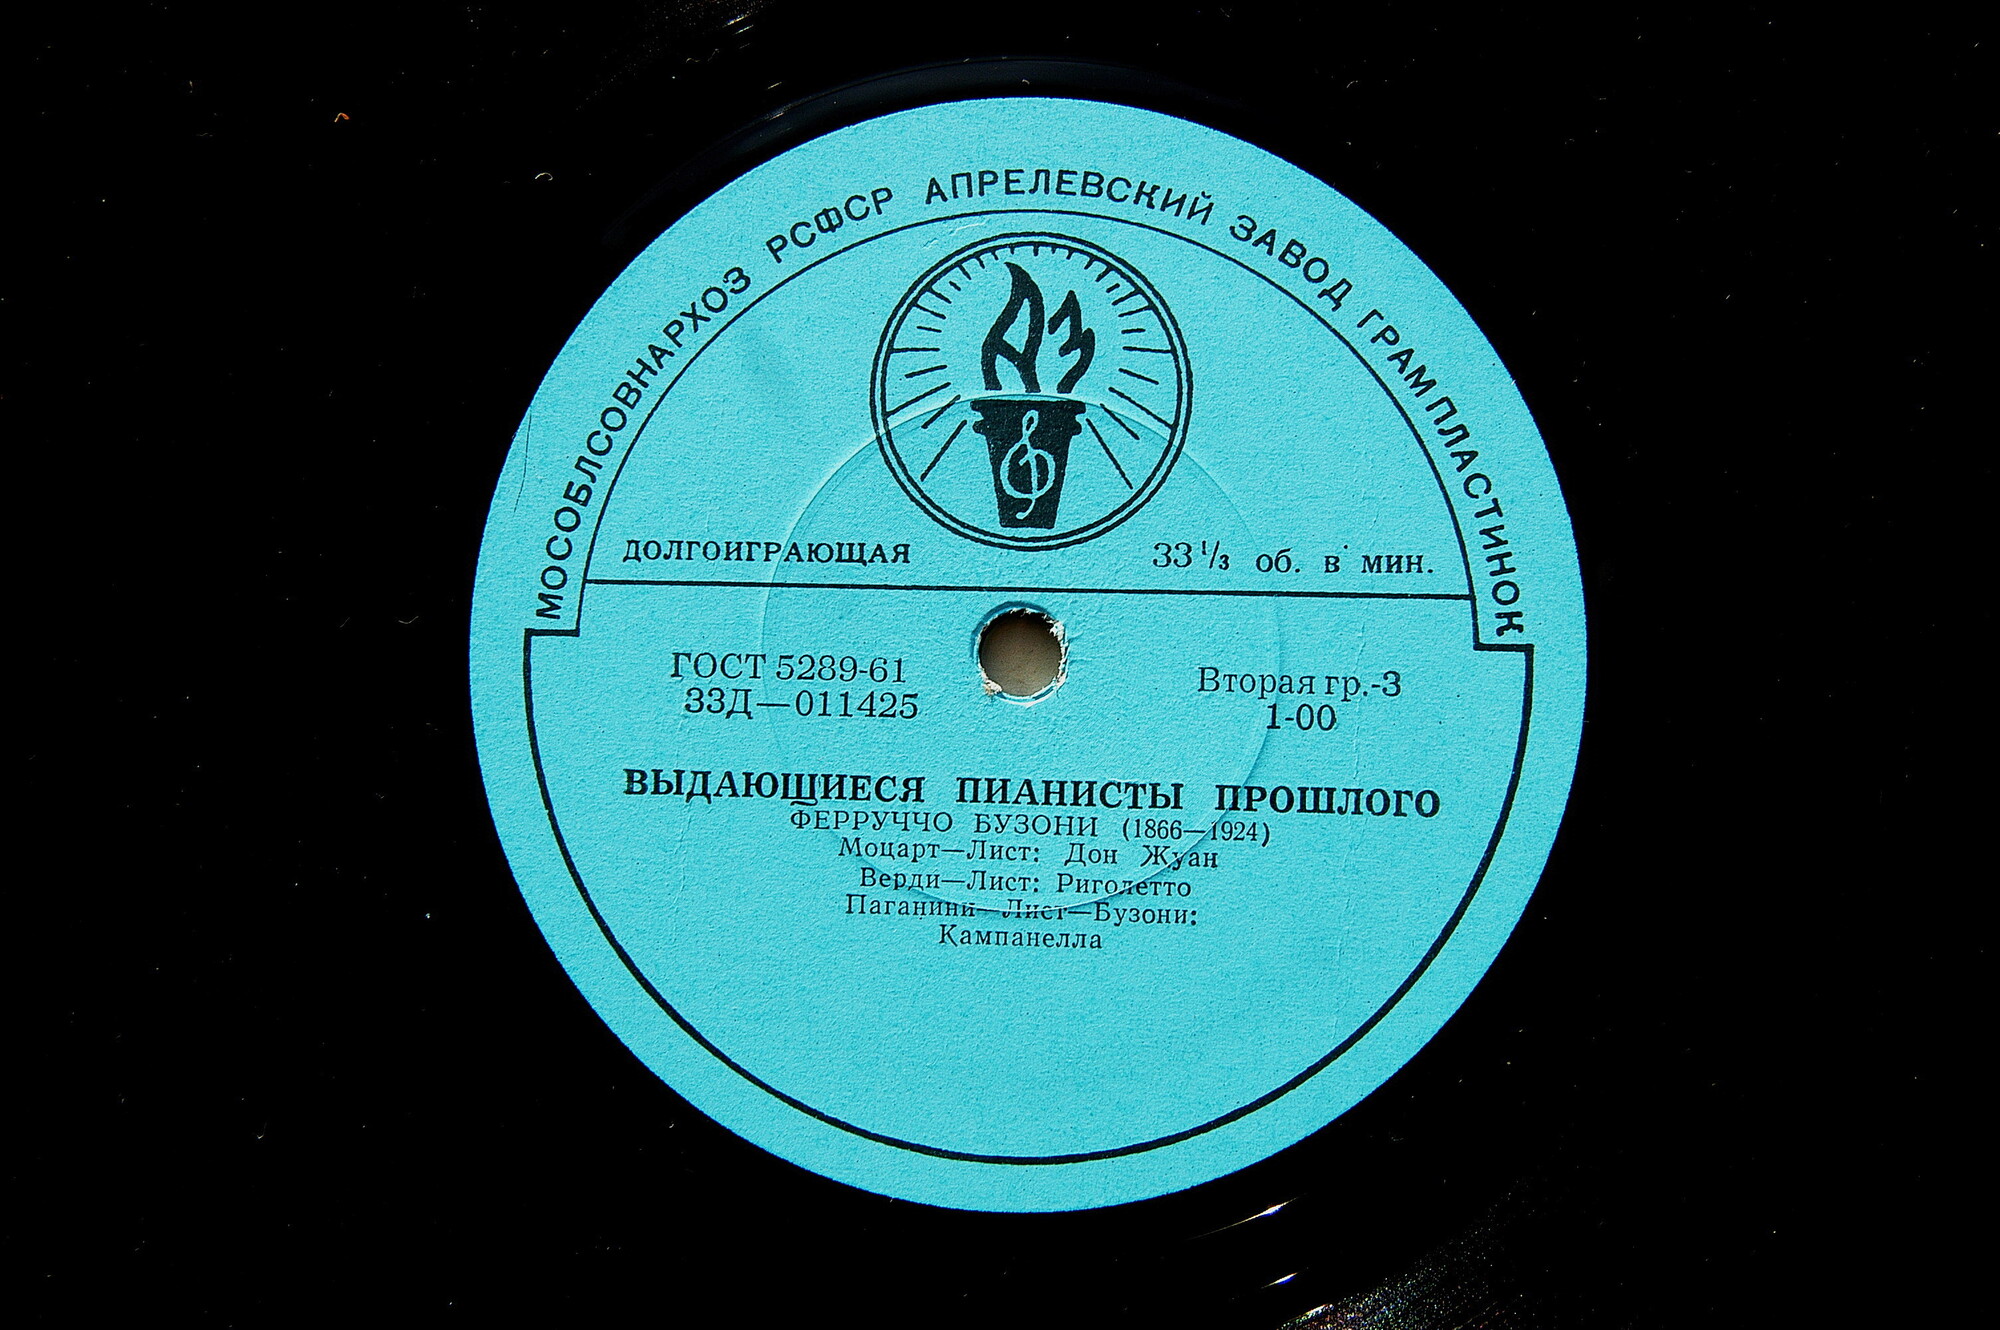 МОСОБЛСОВНАРХОЗ РСФСР АПРЕЛЕВСКИЙ ЗАВОД ГРАМПЛАСТИНОК
АЗ
ДОЛГОИГРАЮЩАЯ 33 1/3 об. в мин.
ГОСТ 5289-61 Вторая гр.-3
33Д—011425 1-00
ВЫДАЮЩИЕСЯ ПИАНИСТЫ ПРОШЛОГО
ФЕРРУЧЧО БУЗОНИ (1866—1924)
Моцарт—Лист: Дон Жуан
Верди—Лист: Риголетто
Паганини—Лист—Бузони:
Кампанелла